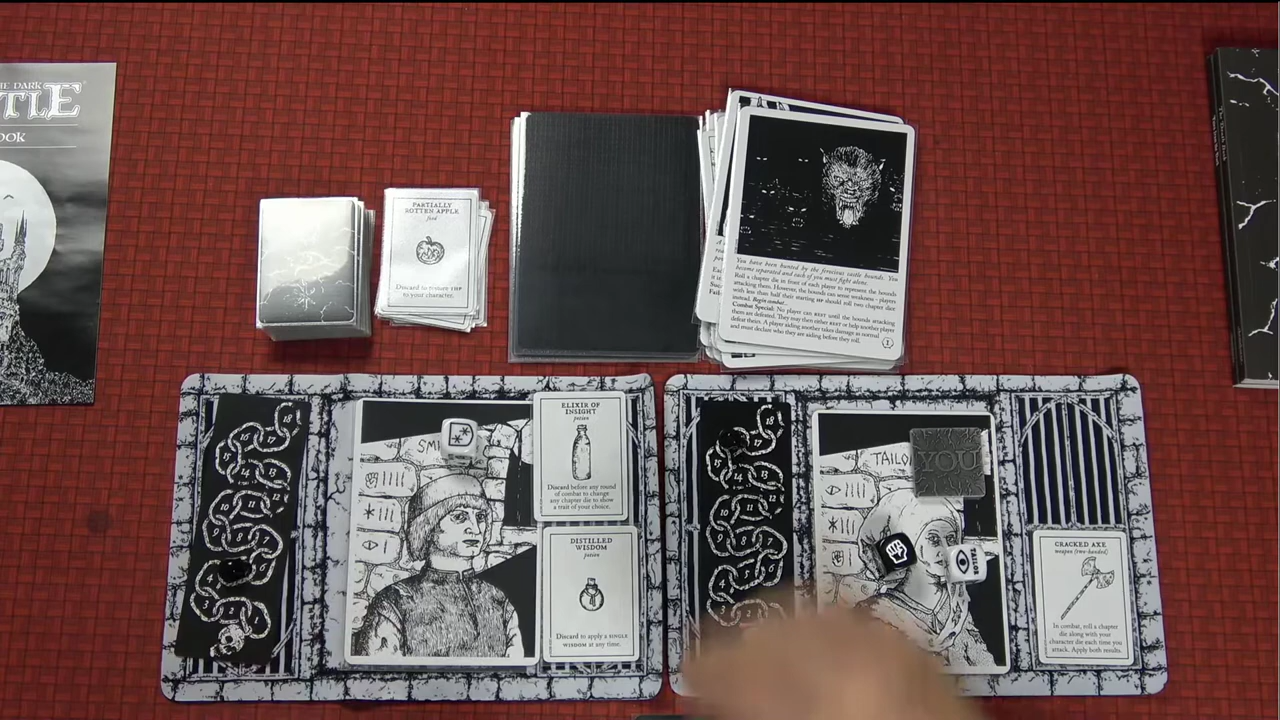 E DARK
TLE
OOK
PARTIALLY
ROTTEN APPLE
food
Discard to restore 1HP
to your character.
You have been hunted by the ferocious castle hounds. You
become separated and each of you must fight alone.
Roll a chapter die in front of each player to represent the hounds
attacking them. However, the hounds can sense weakness – players
with less than half their starting HP should roll two chapter dice
instead. Begin combat.
Combat Special: No player can REST until the hounds attacking
them are defeated. They may then either REST or help another player
defeat theirs. A player aiding another takes damage as normal
and must declare who they are aiding before they roll.
ELIXIR OF
INSIGHT
potion
Discard before any round
of combat to change
any chapter die to show
a trait of your choice.
DISTILLED
WISDOM
potion
Discard to apply a SINGLE
WISDOM at any time.
SMI
TAILO
YOU
TAILOR
CRACKED AXE
weapon (two-handed)
In combat, roll a chapter
die along with your
character die each time you
attack. Apply both results.